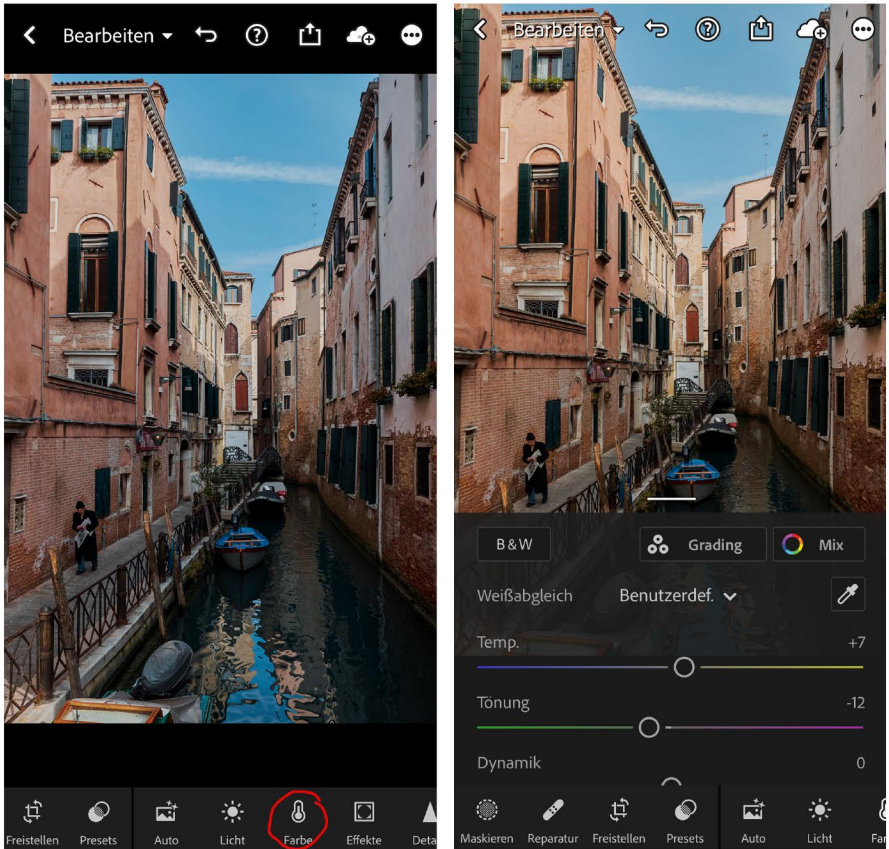 Bearbeiten
Freistellen Presets Auto Licht Farbe Effekte Deta
Bearbeiten
B&W Grading Mix
Weißabgleich Benutzerdef.
Temp. +7
Tönung -12
Dynamik 0
Maskieren Reparatur Freistellen Presets Auto Licht Far